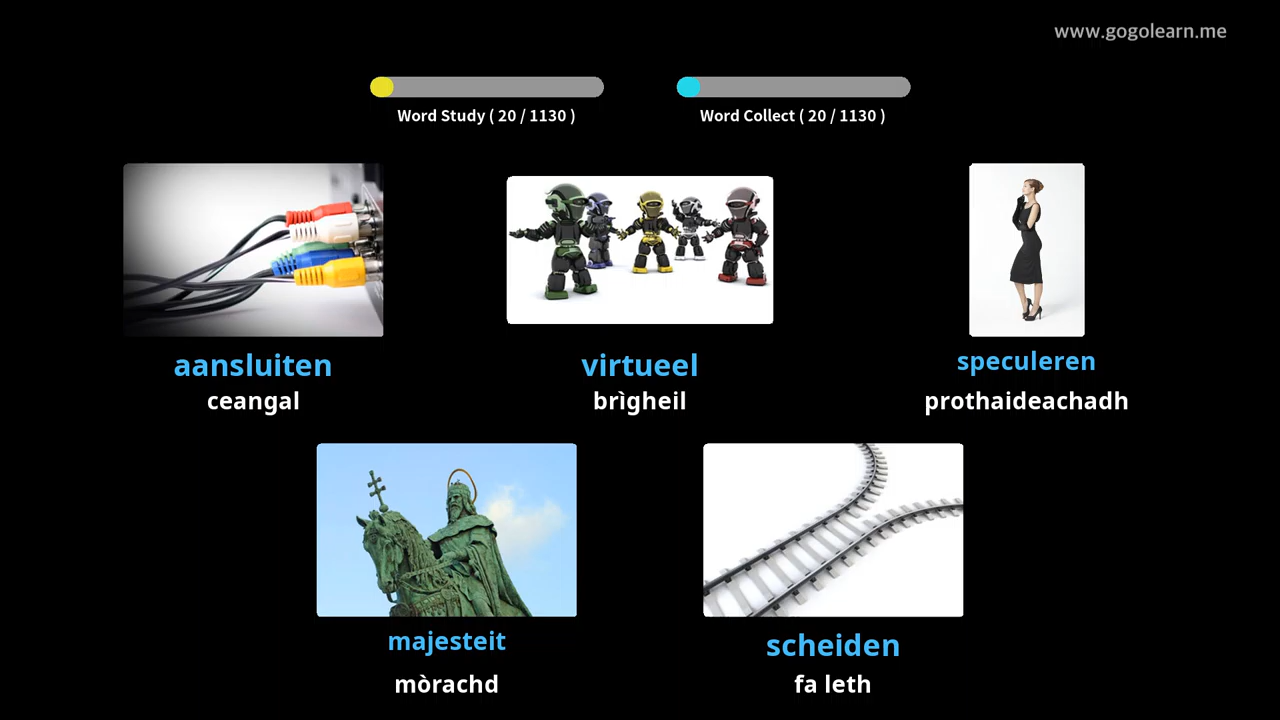 www.gogolearn.me
Word Study ( 20 / 1130 )
Word Collect ( 20 / 1130 )
aansluiten
ceangal
virtueel
brìgheil
speculeren
prothaideachadh
majesteit
mòrachd
scheiden
fa leth